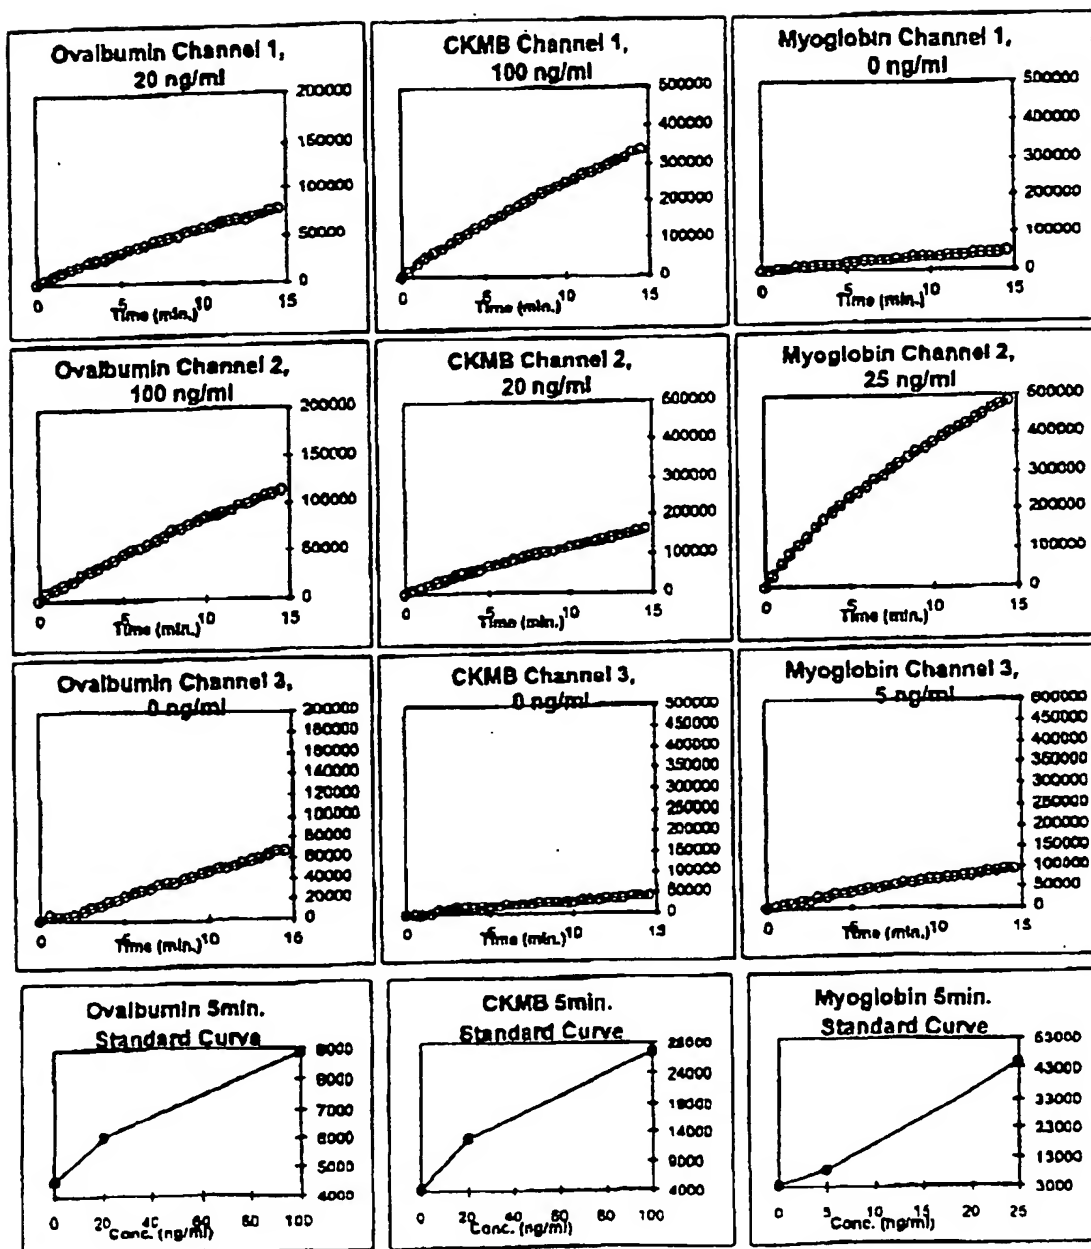 Ovalbumin Channel 1,
20 ng/ml
200000
150000
100000
50000
0
0 5 10 15
Time (min.)
CKMB Channel 1,
100 ng/ml
500000
400000
300000
200000
100000
0
0 5 10 15
Time (min.)
Myoglobin Channel 1,
0 ng/ml
500000
400000
300000
200000
100000
0
0 5 10 15
Time (min.)
Ovalbumin Channel 2,
100 ng/ml
200000
150000
100000
50000
0
0 5 10 15
Time (min.)
CKMB Channel 2,
20 ng/ml
500000
400000
300000
200000
100000
0
0 5 10 15
Time (min.)
Myoglobin Channel 2,
25 ng/ml
500000
400000
300000
200000
100000
0
0 5 10 15
Time (min.)
Ovalbumin Channel 3,
0 ng/ml
200000
180000
160000
140000
120000
100000
80000
60000
40000
20000
0
0 5 10 15
Time (min.)
CKMB Channel 3,
0 ng/ml
500000
450000
400000
350000
300000
250000
200000
150000
100000
50000
0
0 5 10 15
Time (min.)
Myoglobin Channel 3,
5 ng/ml
500000
450000
400000
350000
300000
250000
200000
150000
100000
50000
0
0 5 10 15
Time (min.)
Ovalbumin 5min.
Standard Curve
9000
8000
7000
6000
5000
4000
0 20 40 60 80 100
Conc. (ng/ml)
CKMB 5min.
Standard Curve
29000
24000
19000
14000
9000
4000
0 20 40 60 80 100
Conc. (ng/ml)
Myoglobin 5min.
Standard Curve
53000
43000
33000
23000
13000
3000
0 5 10 15 20 25
Conc. (ng/ml)